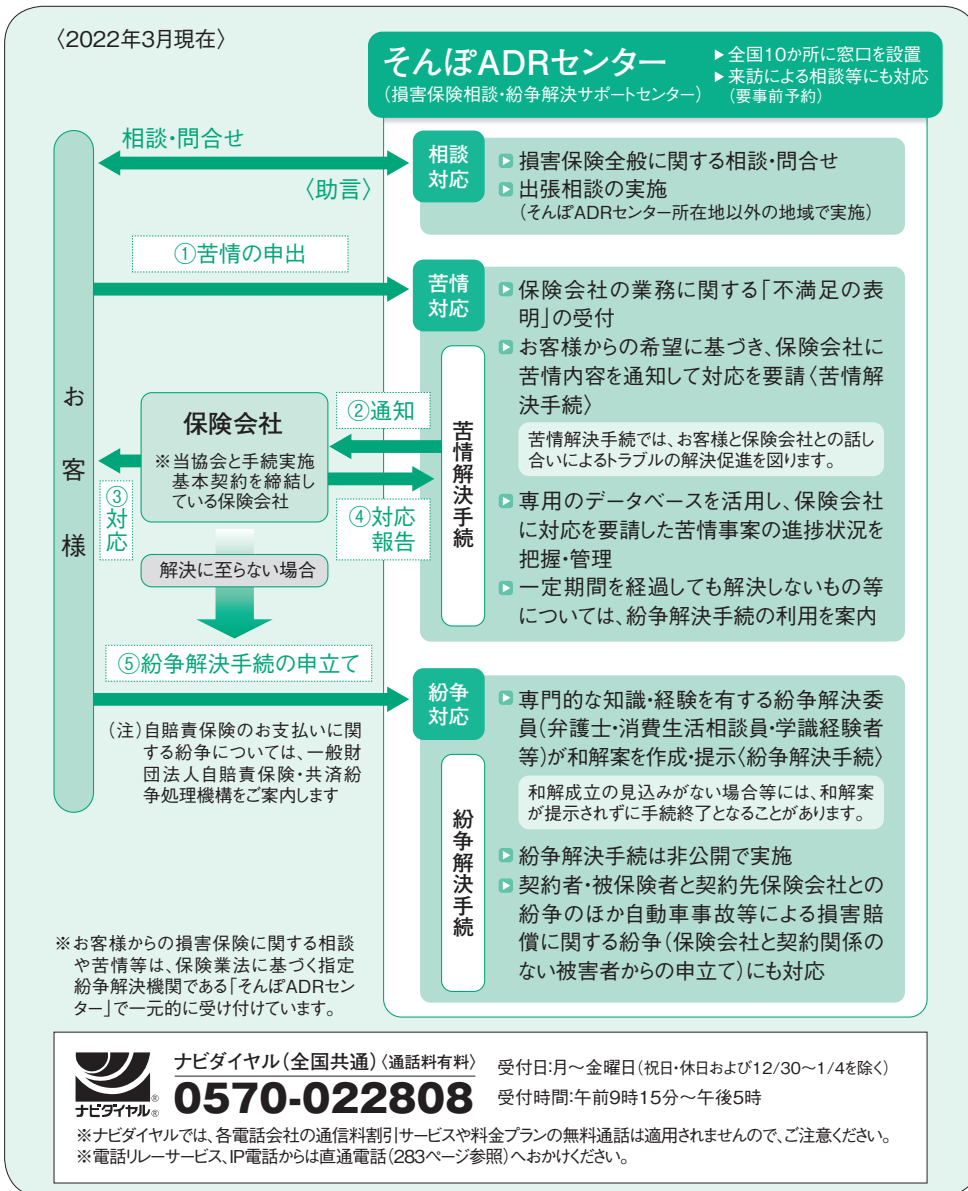 〈2022年3月現在〉
そんぽADRセンター
(損害保険相談・紛争解決サポートセンター)
▶全国10か所に窓口を設置
▶来訪による相談等にも対応
(要事前予約)
相談・問合せ
〈助言〉
相談
対応
損害保険全般に関する相談・問合せ
出張相談の実施
(そんぽADRセンター所在地以外の地域で実施)
①苦情の申出
苦情
対応
保険会社の業務に関する「不満足の表
明」の受付
お客様からの希望に基づき、保険会社に
苦情内容を通知して対応を要請〈苦情解
決手続〉
苦情解決手続では、お客様と保険会社との話し
合いによるトラブルの解決促進を図ります。
専用のデータベースを活用し、保険会社
に対応を要請した苦情事案の進捗状況を
把握・管理
一定期間を経過しても解決しないもの等
については、紛争解決手続の利用を案内
苦情解決手続
お客様
保険会社
※当協会と手続実施
基本契約を締結し
ている保険会社
②通知
③対応
④対応
報告
解決に至らない場合
⑤紛争解決手続の申立て
(注)自賠責保険のお支払いに関
する紛争については、一般財
団法人自賠責保険・共済紛
争処理機構をご案内します
紛争
対応
専門的な知識・経験を有する紛争解決委
員(弁護士・消費生活相談員・学識経験者
等)が和解案を作成・提示〈紛争解決手続〉
和解成立の見込みがない場合等には、和解案
が提示されずに手続終了となることがあります。
紛争解決手続は非公開で実施
契約者・被保険者と契約先保険会社との
紛争のほか自動車事故等による損害賠
償に関する紛争(保険会社と契約関係の
ない被害者からの申立て)にも対応
紛争解決手続
※お客様からの損害保険に関する相談
や苦情等は、保険業法に基づく指定
紛争解決機関である「そんぽADRセン
ター」で一元的に受け付けています。
ナビダイヤル®
ナビダイヤル(全国共通)〈通話料有料〉
0570-022808
受付日:月〜金曜日(祝日・休日および12/30〜1/4を除く)
受付時間:午前9時15分〜午後5時
※ナビダイヤルでは、各電話会社の通信料割引サービスや料金プランの無料通話は適用されませんので、ご注意ください。
※電話リレーサービス、IP電話からは直通電話(283ページ参照)へおかけください。